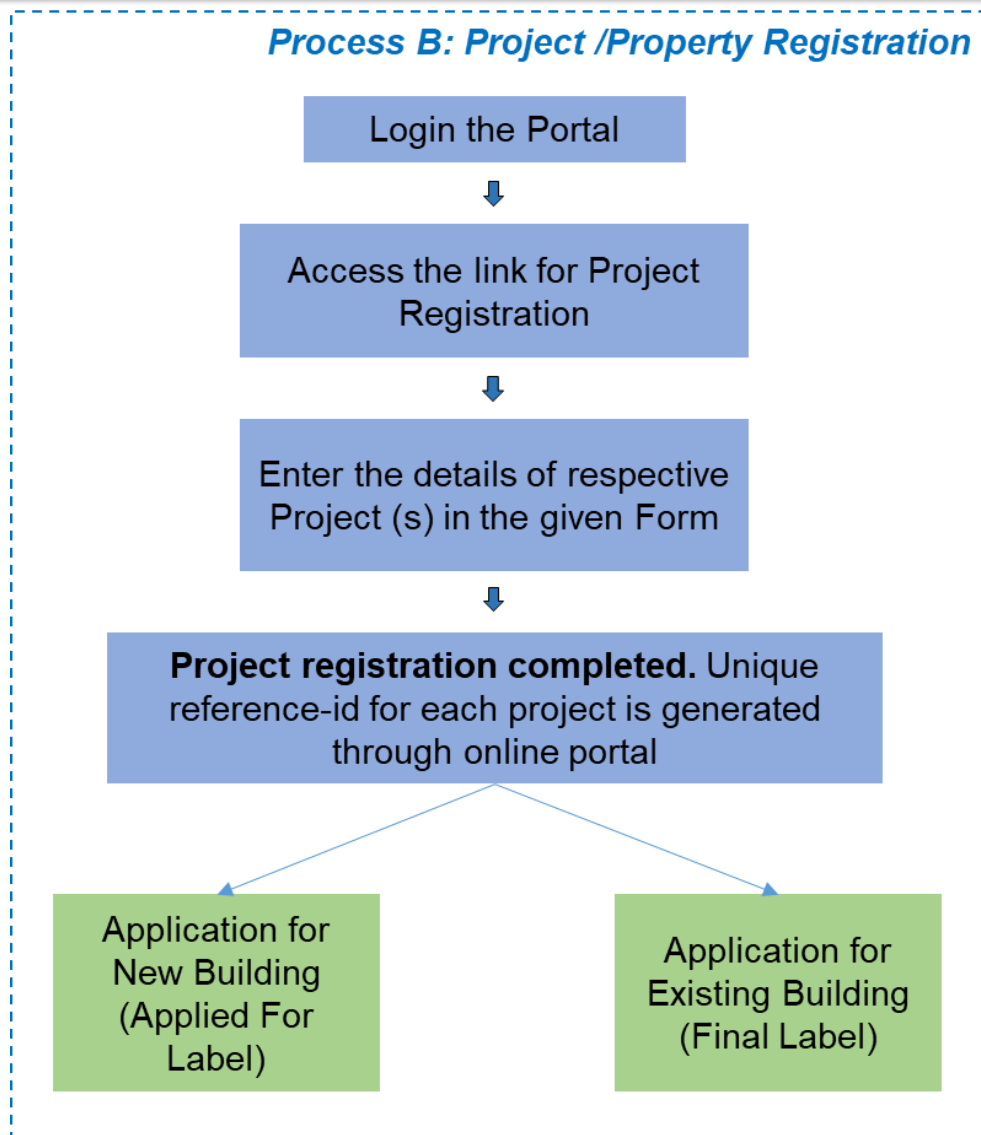 Process B: Project /Property Registration
Login the Portal
Access the link for Project
Registration
Enter the details of respective
Project (s) in the given Form
Project registration completed. Unique
reference-id for each project is generated
through online portal
Application for
New Building
(Applied For
Label)
Application for
Existing Building
(Final Label)